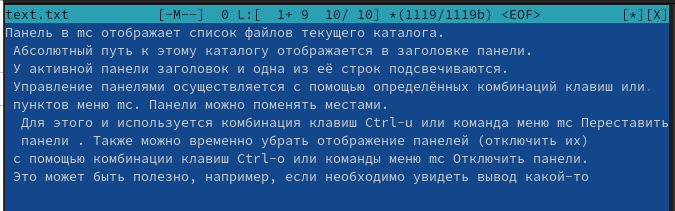 text.txt [-M--] 0 L:[ 1+ 9 10/ 10] *(1119/1119b) <EOF> [*][X]
Панель в mc отображает список файлов текущего каталога.
Абсолютный путь к этому каталогу отображается в заголовке панели.
У активной панели заголовок и одна из её строк подсвечиваются.
Управление панелями осуществляется с помощью определённых комбинаций клавиш или.
пунктов меню mc. Панели можно поменять местами.
Для этого и используется комбинация клавиш Ctrl-u или команда меню mc Переставить
панели . Также можно временно убрать отображение панелей (отключить их)
с помощью комбинации клавиш Ctrl-o или команды меню mc Отключить панели.
Это может быть полезно, например, если необходимо увидеть вывод какой-то